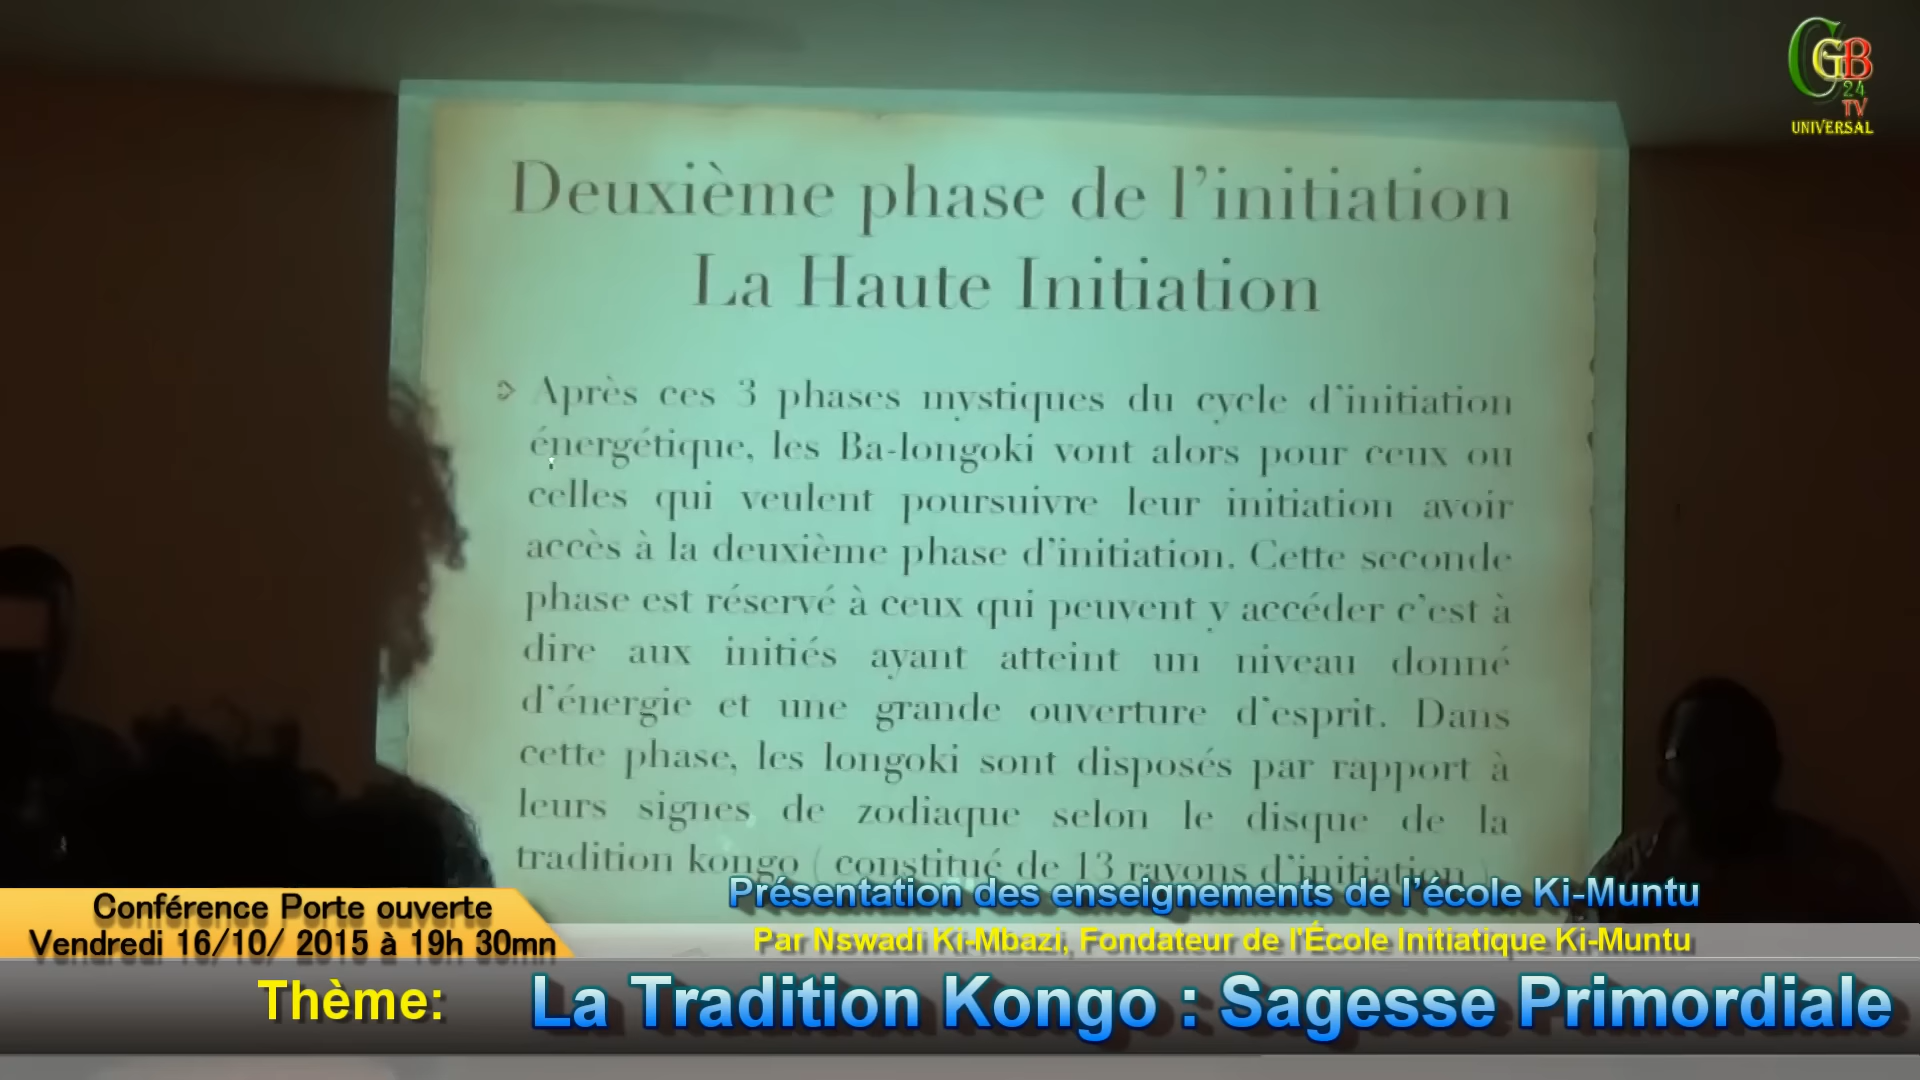 CGB
24
TV
UNIVERSAL
Deuxième phase de l'initiation
La Haute Initiation
Après ces 3 phases mystiques du cycle d'initiation
énergétique, les Ba-longoki vont alors pour ceux ou
celles qui veulent poursuivre leur initiation avoir
accès à la deuxième phase d'initiation. Cette seconde
phase est réservé à ceux qui peuvent y accéder c'est à
dire aux initiés ayant atteint un niveau donné
d'énergie et une grande ouverture d'esprit. Dans
cette phase, les longoki sont disposés par rapport à
leurs signes de zodiaque selon le disque de la
tradition kongo ( constitué de 13 rayons d'initiation )
Présentation des enseignements de l'école Ki-Muntu
Par Nswadi Ki-Mbazi, Fondateur de l'École Initiatique Ki-Muntu
Conférence Porte ouverte
Vendredi 16/10/ 2015 à 19h 30mn
Thème: La Tradition Kongo : Sagesse Primordiale